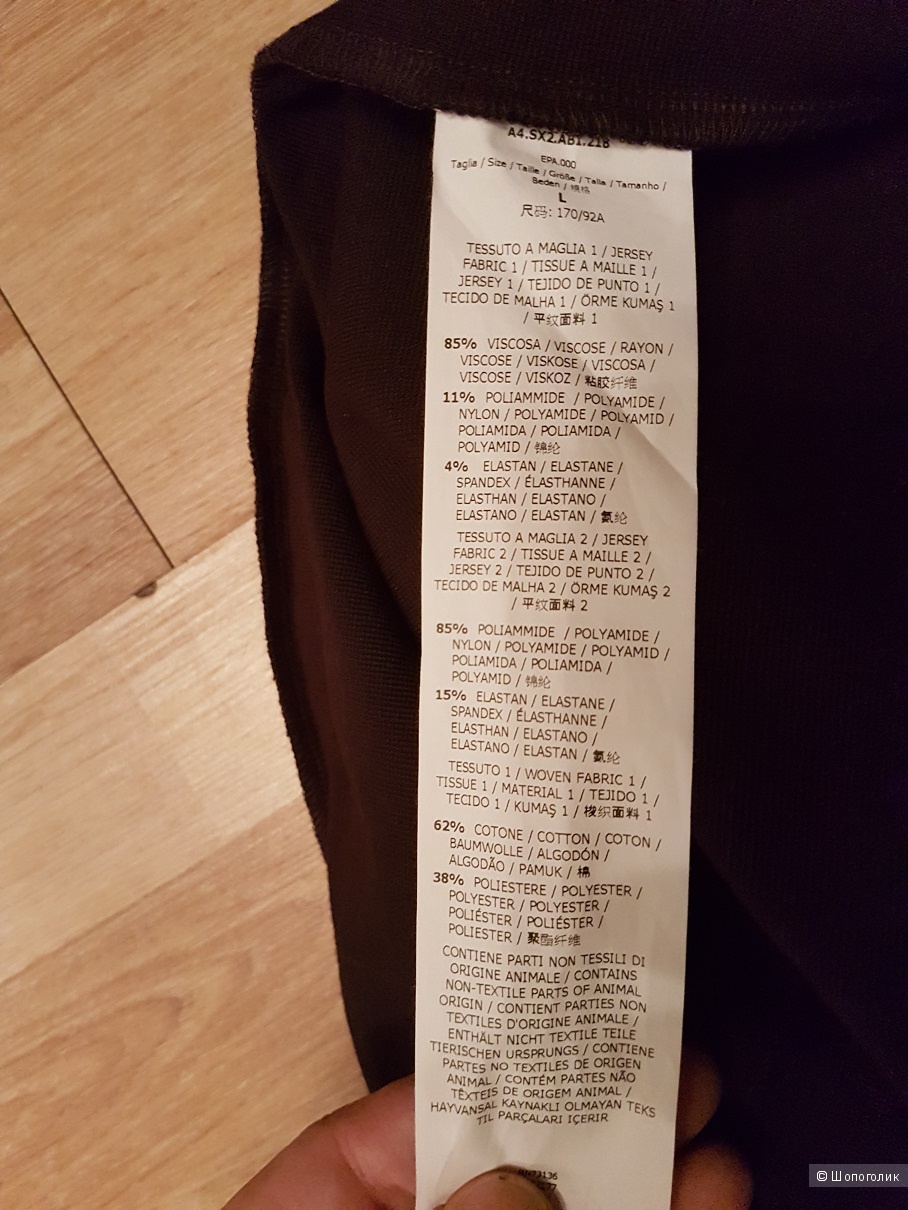 A4.SX2.AB1.218
EPA.000
Taglia / Size / Taille / Größe / Talla / Tamanho /
Beden / 规格
L
尺码: 170/92A
TESSUTO A MAGLIA 1 / JERSEY
FABRIC 1 / TISSUE A MAILLE 1 /
JERSEY 1 / TEJIDO DE PUNTO 1 /
TECIDO DE MALHA 1 / ÖRME KUMAŞ 1
/ 平纹面料 1
85% VISCOSA / VISCOSE / RAYON /
VISCOSE / VISKOSE / VISCOSA /
VISCOSE / VISKOZ / 粘胶纤维
11% POLIAMMIDE / POLYAMIDE /
NYLON / POLYAMIDE / POLYAMID /
POLIAMIDA / POLIAMIDA /
POLYAMID / 锦纶
4% ELASTAN / ELASTANE /
SPANDEX / ÉLASTHANNE /
ELASTHAN / ELASTANO /
ELASTANO / ELASTAN / 氨纶
TESSUTO A MAGLIA 2 / JERSEY
FABRIC 2 / TISSUE A MAILLE 2 /
JERSEY 2 / TEJIDO DE PUNTO 2 /
TECIDO DE MALHA 2 / ÖRME KUMAŞ 2
/ 平纹面料 2
85% POLIAMMIDE / POLYAMIDE /
NYLON / POLYAMIDE / POLYAMID /
POLIAMIDA / POLIAMIDA /
POLYAMID / 锦纶
15% ELASTAN / ELASTANE /
SPANDEX / ÉLASTHANNE /
ELASTHAN / ELASTANO /
ELASTANO / ELASTAN / 氨纶
TESSUTO 1 / WOVEN FABRIC 1 /
TISSUE 1 / MATERIAL 1 / TEJIDO 1 /
TECIDO 1 / KUMAŞ 1 / 梭织面料 1
62% COTONE / COTTON / COTON /
BAUMWOLLE / ALGODÓN /
ALGODÃO / PAMUK / 棉
38% POLIESTERE / POLYESTER /
POLYESTER / POLYESTER /
POLIÉSTER / POLIÉSTER /
POLIESTER / 聚酯纤维
CONTIENE PARTI NON TESSILI DI
ORIGINE ANIMALE / CONTAINS
NON-TEXTILE PARTS OF ANIMAL
ORIGIN / CONTIENT PARTIES NON
TEXTILES D'ORIGINE ANIMALE /
ENTHÄLT NICHT TEXTILE TEILE
TIERISCHEN URSPRUNGS / CONTIENE
PARTES NO TEXTILES DE ORIGEN
ANIMAL / CONTÉM PARTES NÃO
TÊXTEIS DE ORIGEM ANIMAL /
HAYVANSAL KAYNAKLI OLMAYAN TEKS
TIL PARÇALARI İÇERIR
© Шопоголик